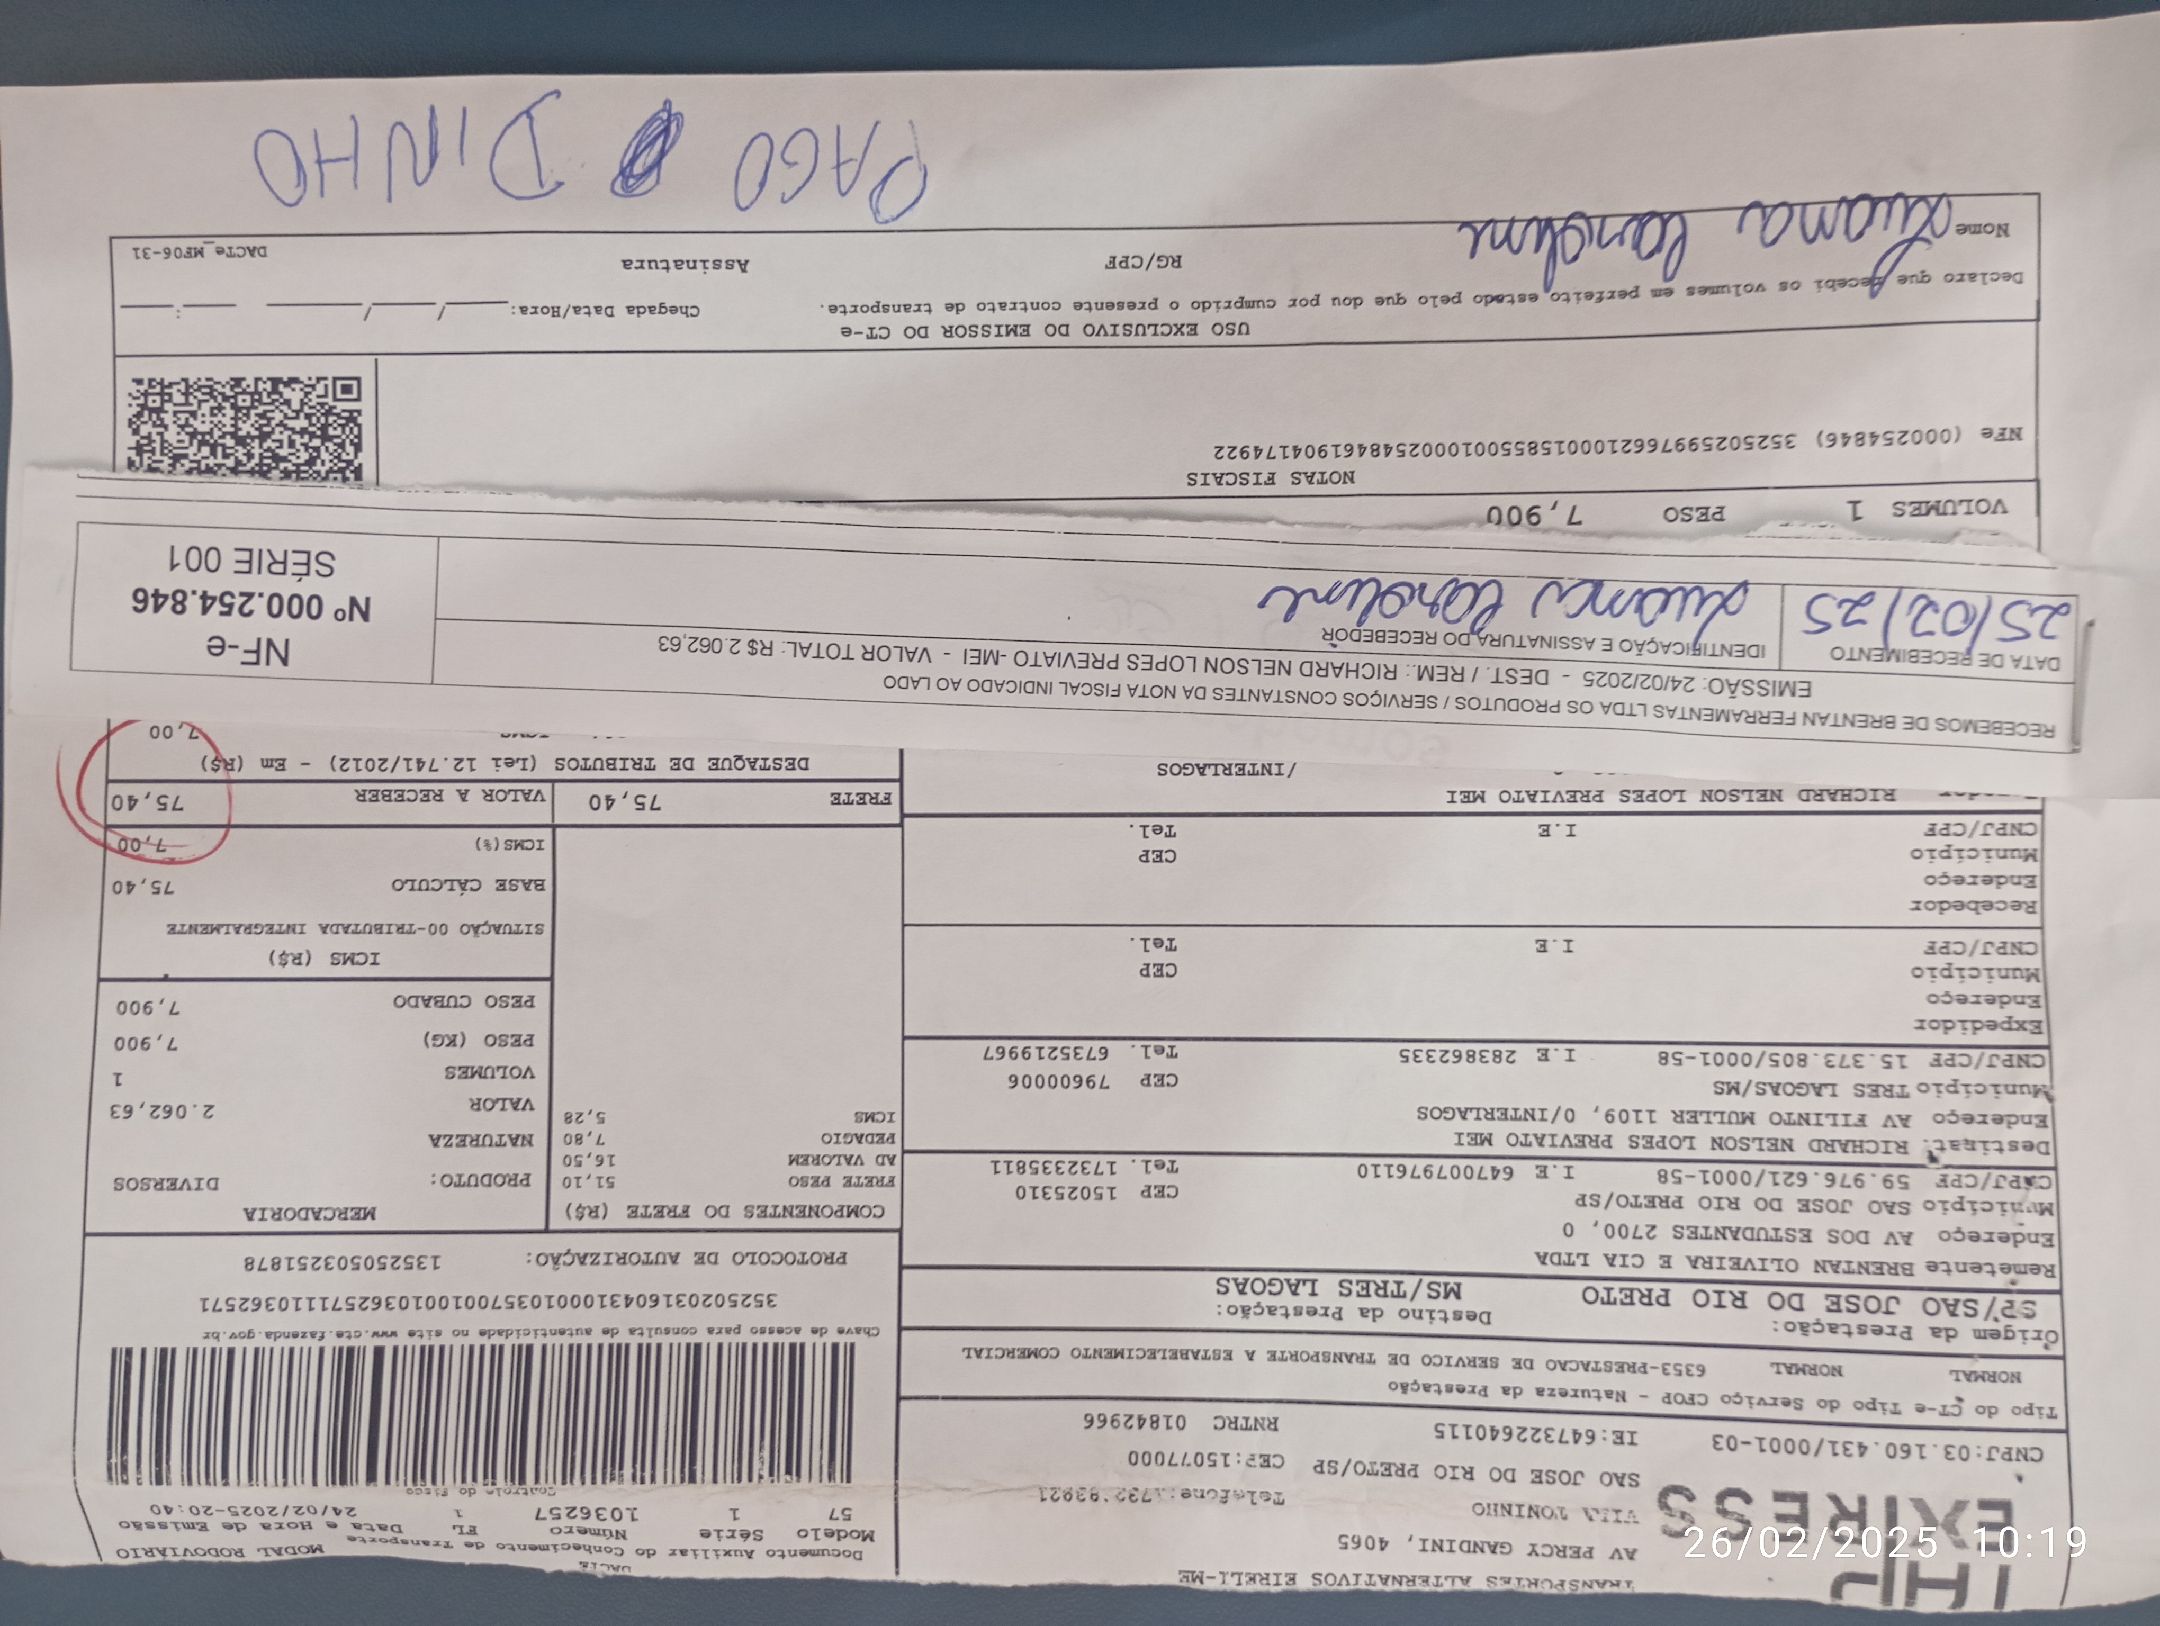 EXPRESS
TRANSPORTES ALTERNATIVOS EIRELI-ME
AV PERCY GANDINI, 4065
VILA TONINHO
SAO JOSE DO RIO PRETO/SP CEP:15077000
CNPJ:03.160.431/0001-03 IE:647322640115 RNTRC 01842966
Tipo do CT-e Tipo do Serviço CFOP - Natureza da Prestação
NORMAL NORMAL 6353-PRESTACAO DE SERVICO DE TRANSPORTE A ESTABELECIMENTO COMERCIAL
Origem da Prestação: Destino da Prestação:
SP/SAO JOSE DO RIO PRETO MS/TRES LAGOAS
Remetente BRENTAN OLIVEIRA E CIA LTDA
Endereço AV DOS ESTUDANTES 2700, 0
Município SAO JOSE DO RIO PRETO/SP CEP 15025310
CNPJ/CPF 59.976.621/0001-58 I.E 647007976110 Tel. 1732335811
Destinat. RICHARD NELSON LOPES PREVIATO MEI
Endereço AV FILINTO MULLER 1109, 0/INTERLAGOS
Município TRES LAGOAS/MS CEP 79600006
CNPJ/CPF 15.373.805/0001-58 I.E 283862335 Tel. 6735219967
Expedidor
Endereço
Município CEP
CNPJ/CPF I.E Tel.
Recebedor
Endereço
Município CEP
CNPJ/CPF I.E Tel.
RICHARD NELSON LOPES PREVIATO MEI
/INTERLAGOS
DACTE
Documento Auxiliar do Conhecimento de Transporte MODAL RODOVIÁRIO
Modelo Série Número FL Data e Hora de Emissão
57 1 1036257 1 24/02/2025-20:40
Controle do Fisco
Chave de acesso para consulta de autenticidade no site www.cte.fazenda.gov.br
352502031604310001035700100103625711110362571
PROTOCOLO DE AUTORIZAÇÃO: 135250503251878
COMPONENTES DO FRETE (R$)
FRETE PESO 51,10
AD VALOREM 16,50
PEDAGIO 7,80
ICMS 5,28
FRETE 75,40
MERCADORIA
PRODUTO: DIVERSOS
NATUREZA
VALOR 2.062,63
VOLUMES 1
PESO (KG) 7,900
PESO CUBADO 7,900
ICMS (R$)
SITUAÇÃO 00-TRIBUTADA INTEGRALMENTE
BASE CÁLCULO 75,40
ICMS(%) 7,00
VALOR A RECEBER 75,40
DESTAQUE DE TRIBUTOS (Lei 12.741/2012) - Em (R$)
ICMS 7,00
RECEBEMOS DE BRENTAN FERRAMENTAS LTDA OS PRODUTOS / SERVIÇOS CONSTANTES DA NOTA FISCAL INDICADO AO LADO
EMISSÃO: 24/02/2025 - DEST. / REM.: RICHARD NELSON LOPES PREVIATO -MEI - VALOR TOTAL: R$ 2.062,63
DATA DE RECEBIMENTO IDENTIFICAÇÃO E ASSINATURA DO RECEBEDOR
25/02/25 Luana Caroline
NF-e
Nº 000.254.846
SÉRIE 001
VOLUMES 1 PESO 7,900
NOTAS FISCAIS
NFe (000254846) 35250259976621000158550010002548461904174922
USO EXCLUSIVO DO EMISSOR DO CT-e
Declaro que recebi os volumes em perfeito estado pelo que dou por cumprido o presente contrato de transporte. Chegada Data/Hora: ____/____/____ __:__
Nome Luana Caroline RG/CPF Assinatura
DACTe_MF06-31
PAGO DINHO
26/02/2025 10:19